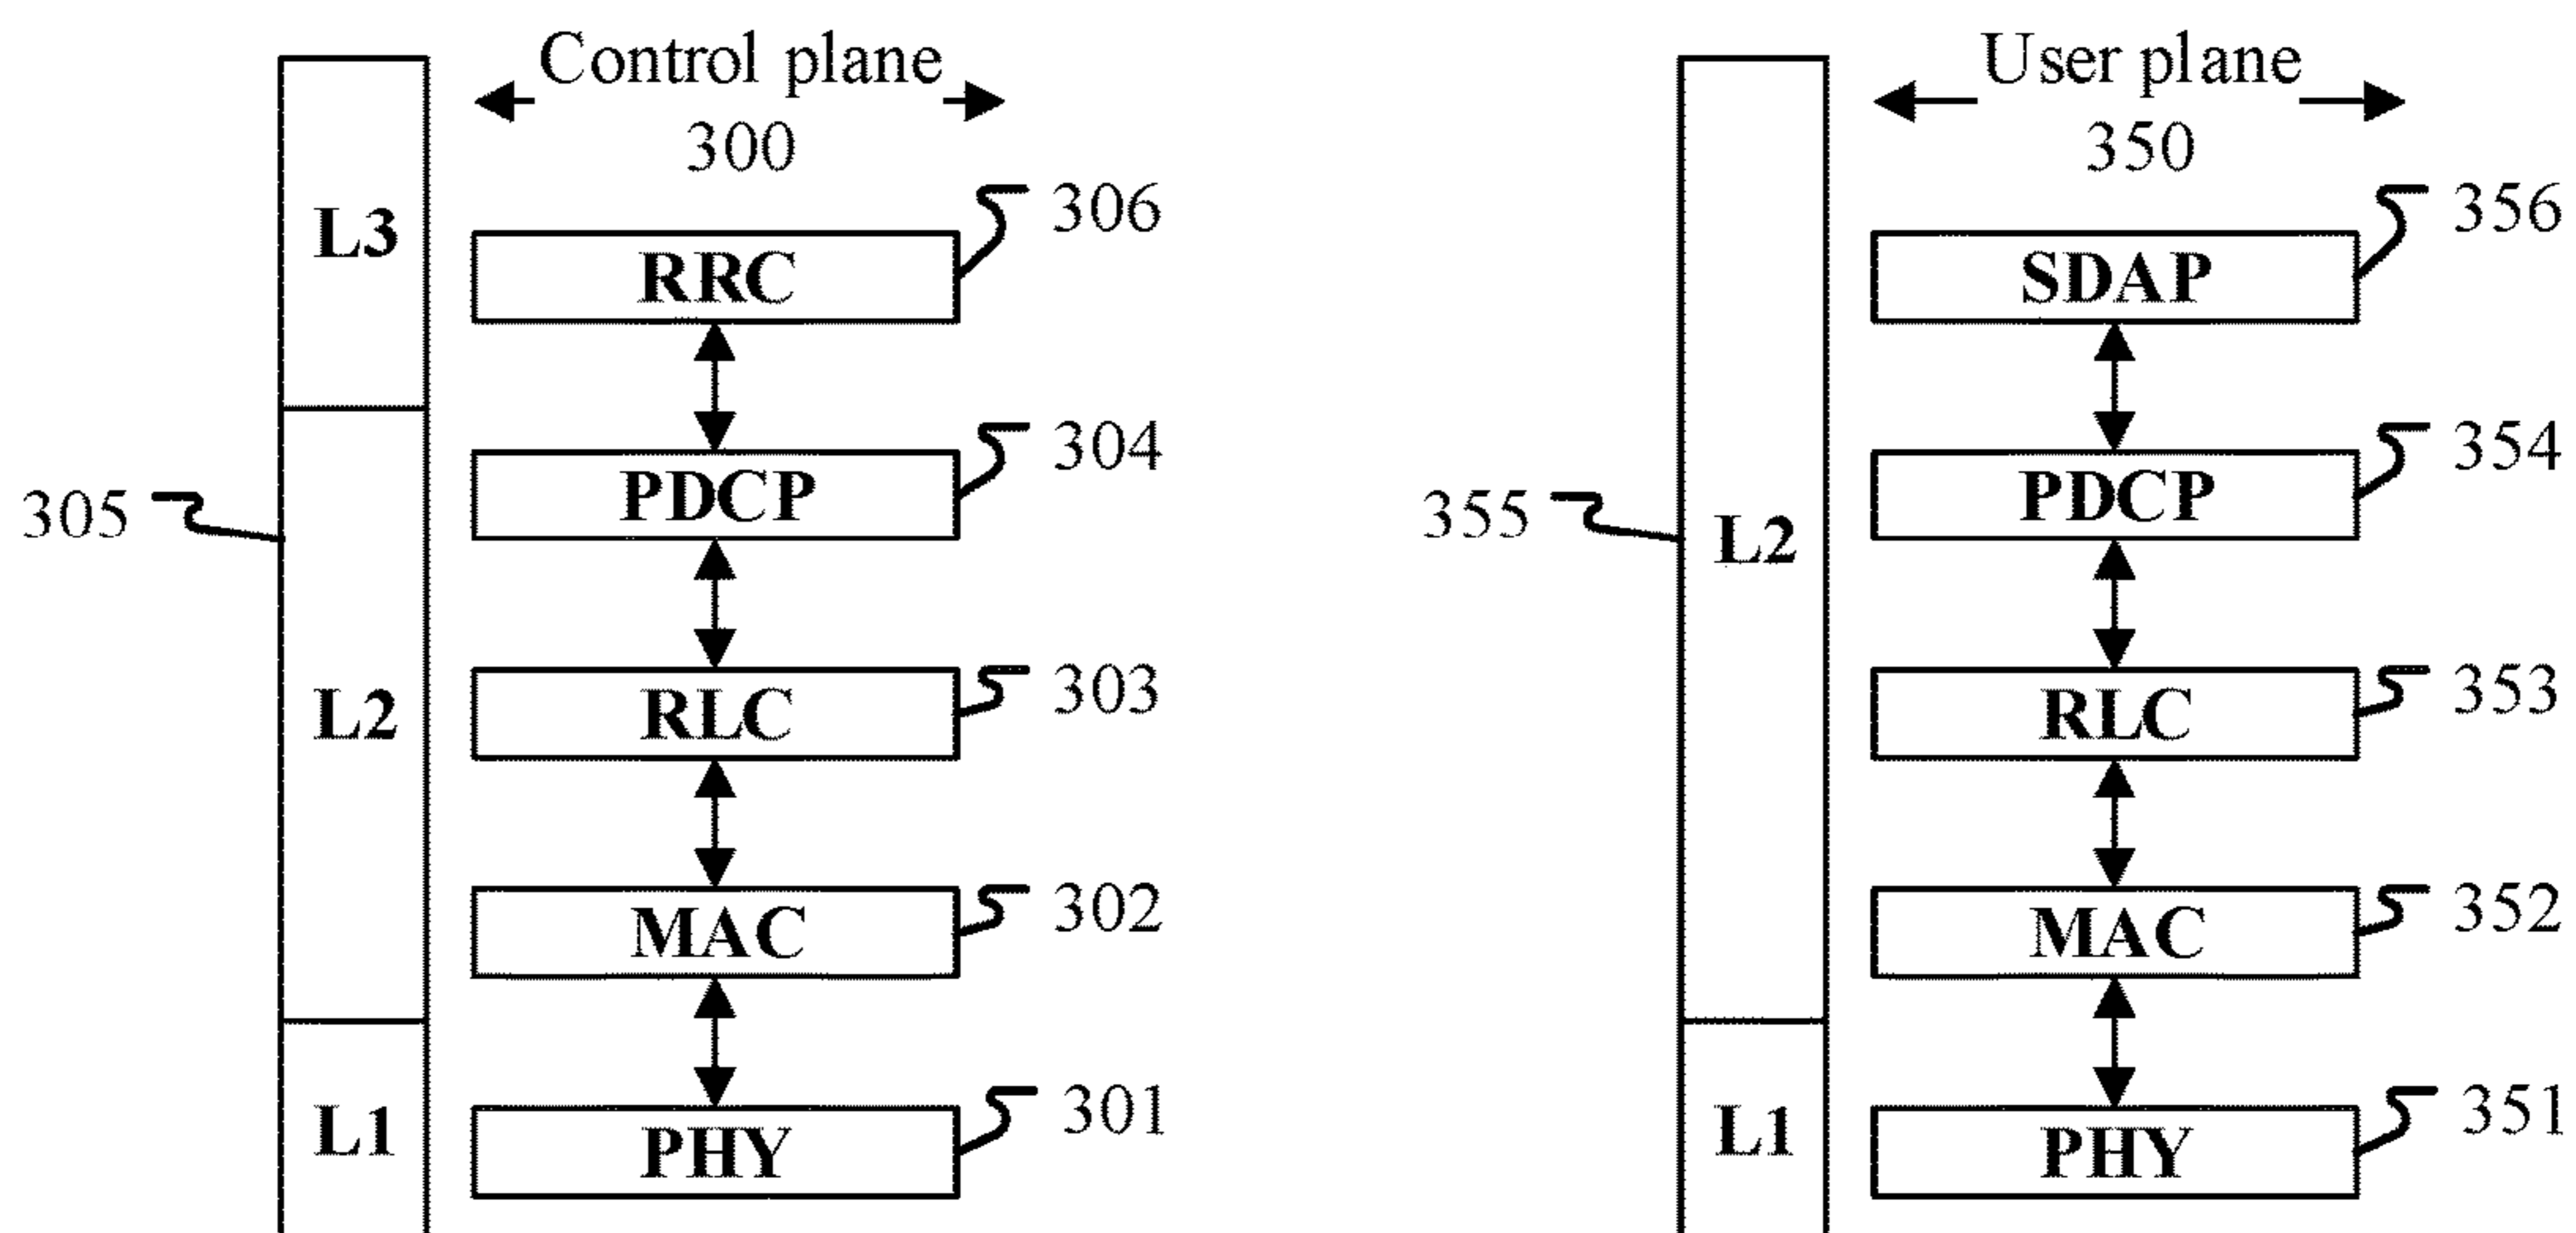 Control plane
300
L3
RRC
306
PDCP
304
305
L2
RLC
303
MAC
302
L1
PHY
301
User plane
350
SDAP
356
PDCP
354
355
L2
RLC
353
MAC
352
L1
PHY
351